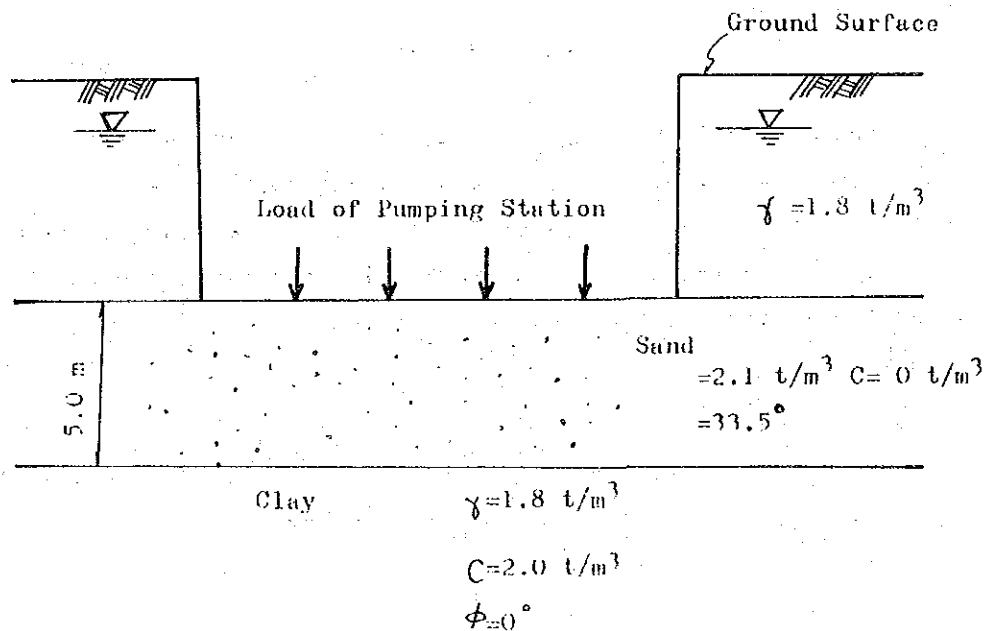 Ground Surface
Load of Pumping Station
γ =1.8 t/m³
Sand
=2.1 t/m³ C= 0 t/m³
=33.5°
5.0 m
Clay
γ=1.8 t/m³
C=2.0 t/m³
ϕ=0°